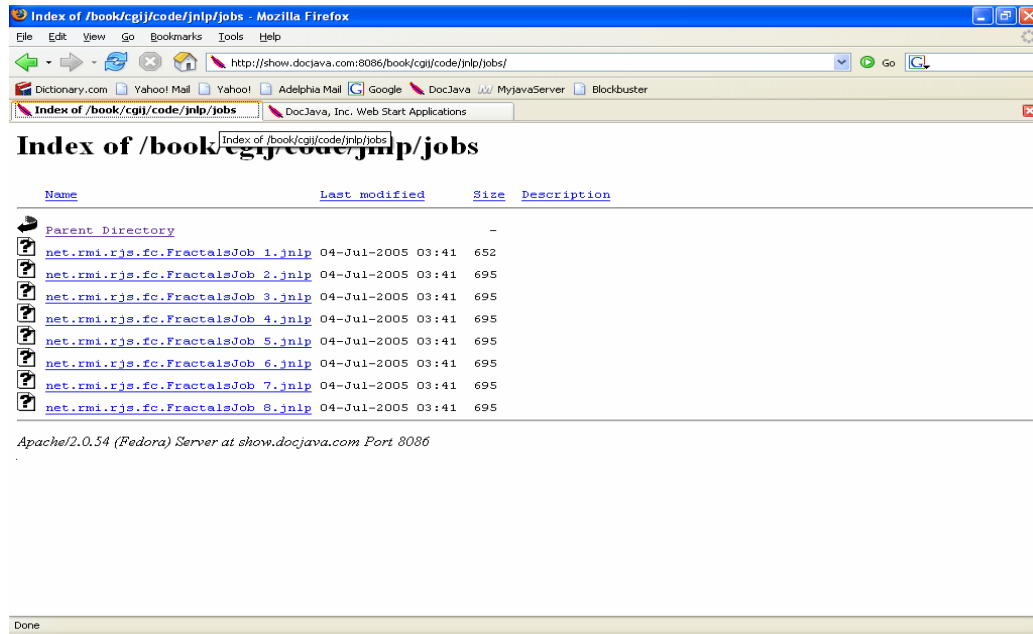 Index of /book/cgij/code/jnlp/jobs - Mozilla Firefox
File Edit View Go Bookmarks Tools Help
http://show.docjava.com:8086/book/cgij/code/jnlp/jobs/ Go G
Dictionary.com Yahoo! Mail Yahoo! Adelphia Mail G Google DocJava MyjavaServer Blockbuster
Index of /book/cgij/code/jnlp/jobs DocJava, Inc. Web Start Applications
Index of /book/cgij/code/jnlp/jobs
Index of /book/cgij/code/jnlp/jobs
Name Last modified Size Description
Parent Directory -
net.rmi.rjs.fc.FractalsJob 1.jnlp 04-Jul-2005 03:41 652
net.rmi.rjs.fc.FractalsJob 2.jnlp 04-Jul-2005 03:41 695
net.rmi.rjs.fc.FractalsJob 3.jnlp 04-Jul-2005 03:41 695
net.rmi.rjs.fc.FractalsJob 4.jnlp 04-Jul-2005 03:41 695
net.rmi.rjs.fc.FractalsJob 5.jnlp 04-Jul-2005 03:41 695
net.rmi.rjs.fc.FractalsJob 6.jnlp 04-Jul-2005 03:41 695
net.rmi.rjs.fc.FractalsJob 7.jnlp 04-Jul-2005 03:41 695
net.rmi.rjs.fc.FractalsJob 8.jnlp 04-Jul-2005 03:41 695
Apache/2.0.54 (Fedora) Server at show.docjava.com Port 8086
Done